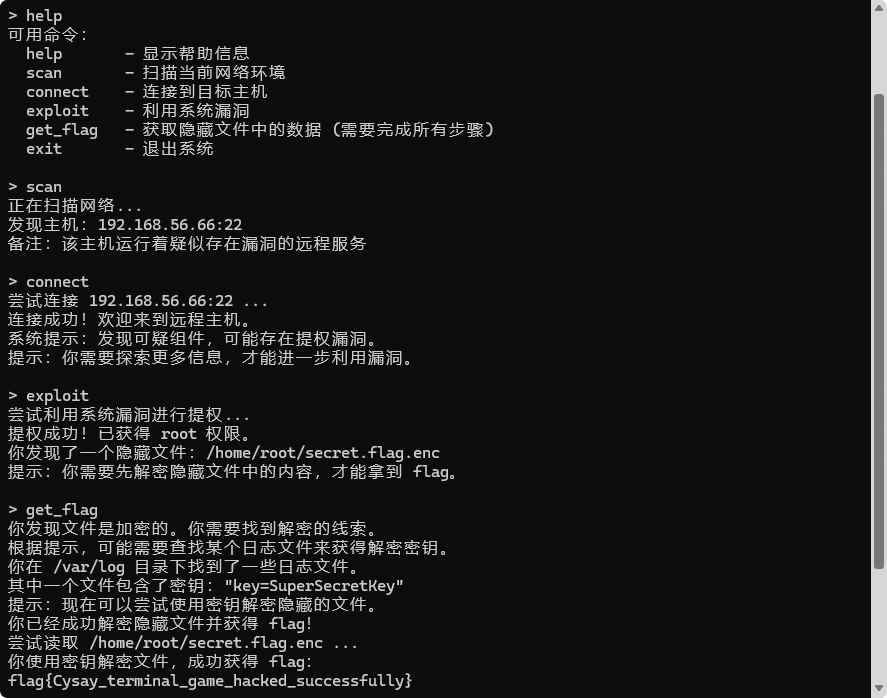 > help
可用命令:
  help       - 显示帮助信息
  scan       - 扫描当前网络环境
  connect    - 连接到目标主机
  exploit    - 利用系统漏洞
  get_flag   - 获取隐藏文件中的数据 (需要完成所有步骤)
  exit       - 退出系统
> scan
正在扫描网络...
发现主机: 192.168.56.66:22
备注: 该主机运行着疑似存在漏洞的远程服务
> connect
尝试连接 192.168.56.66:22 ...
连接成功! 欢迎来到远程主机。
系统提示: 发现可疑组件, 可能存在提权漏洞。
提示: 你需要探索更多信息, 才能进一步利用漏洞。
> exploit
尝试利用系统漏洞进行提权...
提权成功! 已获得 root 权限。
你发现了一个隐藏文件: /home/root/secret.flag.enc
提示: 你需要先解密隐藏文件中的内容, 才能拿到 flag。
> get_flag
你发现文件是加密的。你需要找到解密的线索。
根据提示, 可能需要查找某个日志文件来获得解密密钥。
你在 /var/log 目录下找到了一些日志文件。
其中一个文件包含了密钥: "key=SuperSecretKey"
提示: 现在可以尝试使用密钥解密隐藏的文件。
你已经成功解密隐藏文件并获得 flag!
尝试读取 /home/root/secret.flag.enc ...
你使用密钥解密文件, 成功获得 flag:
flag{Cysay_terminal_game_hacked_successfully}